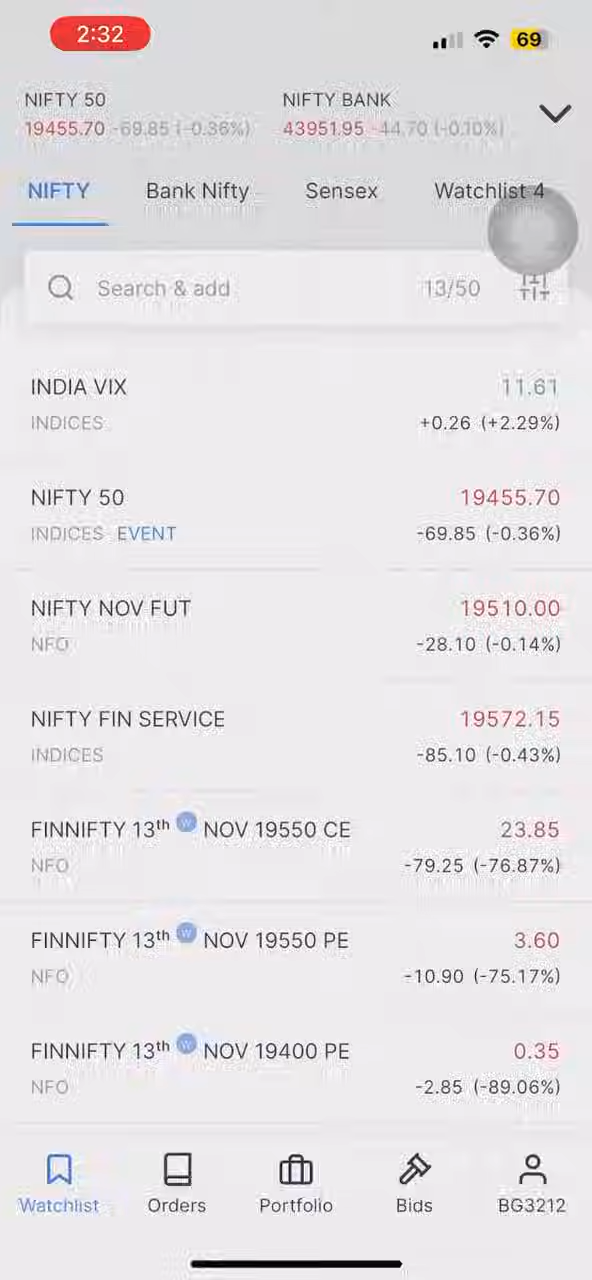 2:32
69
NIFTY 50
NIFTY BANK
19455.70 -69.85 (-0.36%)
43951.95 -44.70 (-0.10%)
NIFTY
Bank Nifty
Sensex
Watchlist 4
Search & add
13/50
INDIA VIX
11.61
INDICES
+0.26 (+2.29%)
NIFTY 50
19455.70
INDICES EVENT
-69.85 (-0.36%)
NIFTY NOV FUT
19510.00
NFO
-28.10 (-0.14%)
NIFTY FIN SERVICE
19572.15
INDICES
-85.10 (-0.43%)
FINNIFTY 13th W NOV 19550 CE
23.85
NFO
-79.25 (-76.87%)
FINNIFTY 13th W NOV 19550 PE
3.60
NFO
-10.90 (-75.17%)
FINNIFTY 13th W NOV 19400 PE
0.35
NFO
-2.85 (-89.06%)
Watchlist
Orders
Portfolio
Bids
BG3212